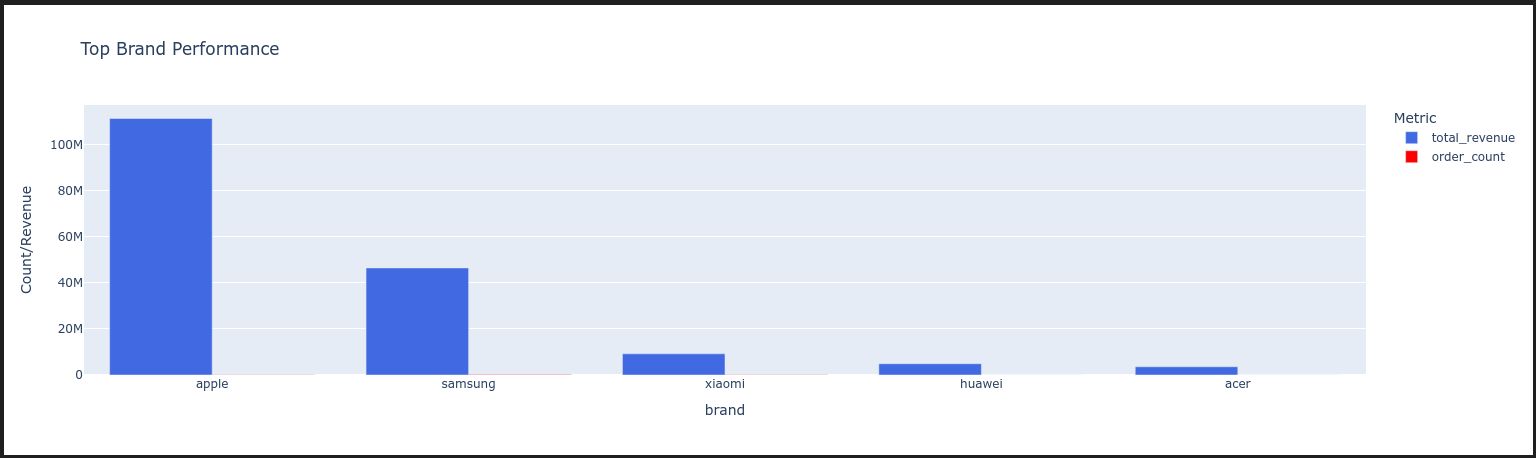 Top Brand Performance
Metric
total_revenue
order_count
Count/Revenue
100M
80M
60M
40M
20M
0
apple samsung xiaomi huawei acer
brand